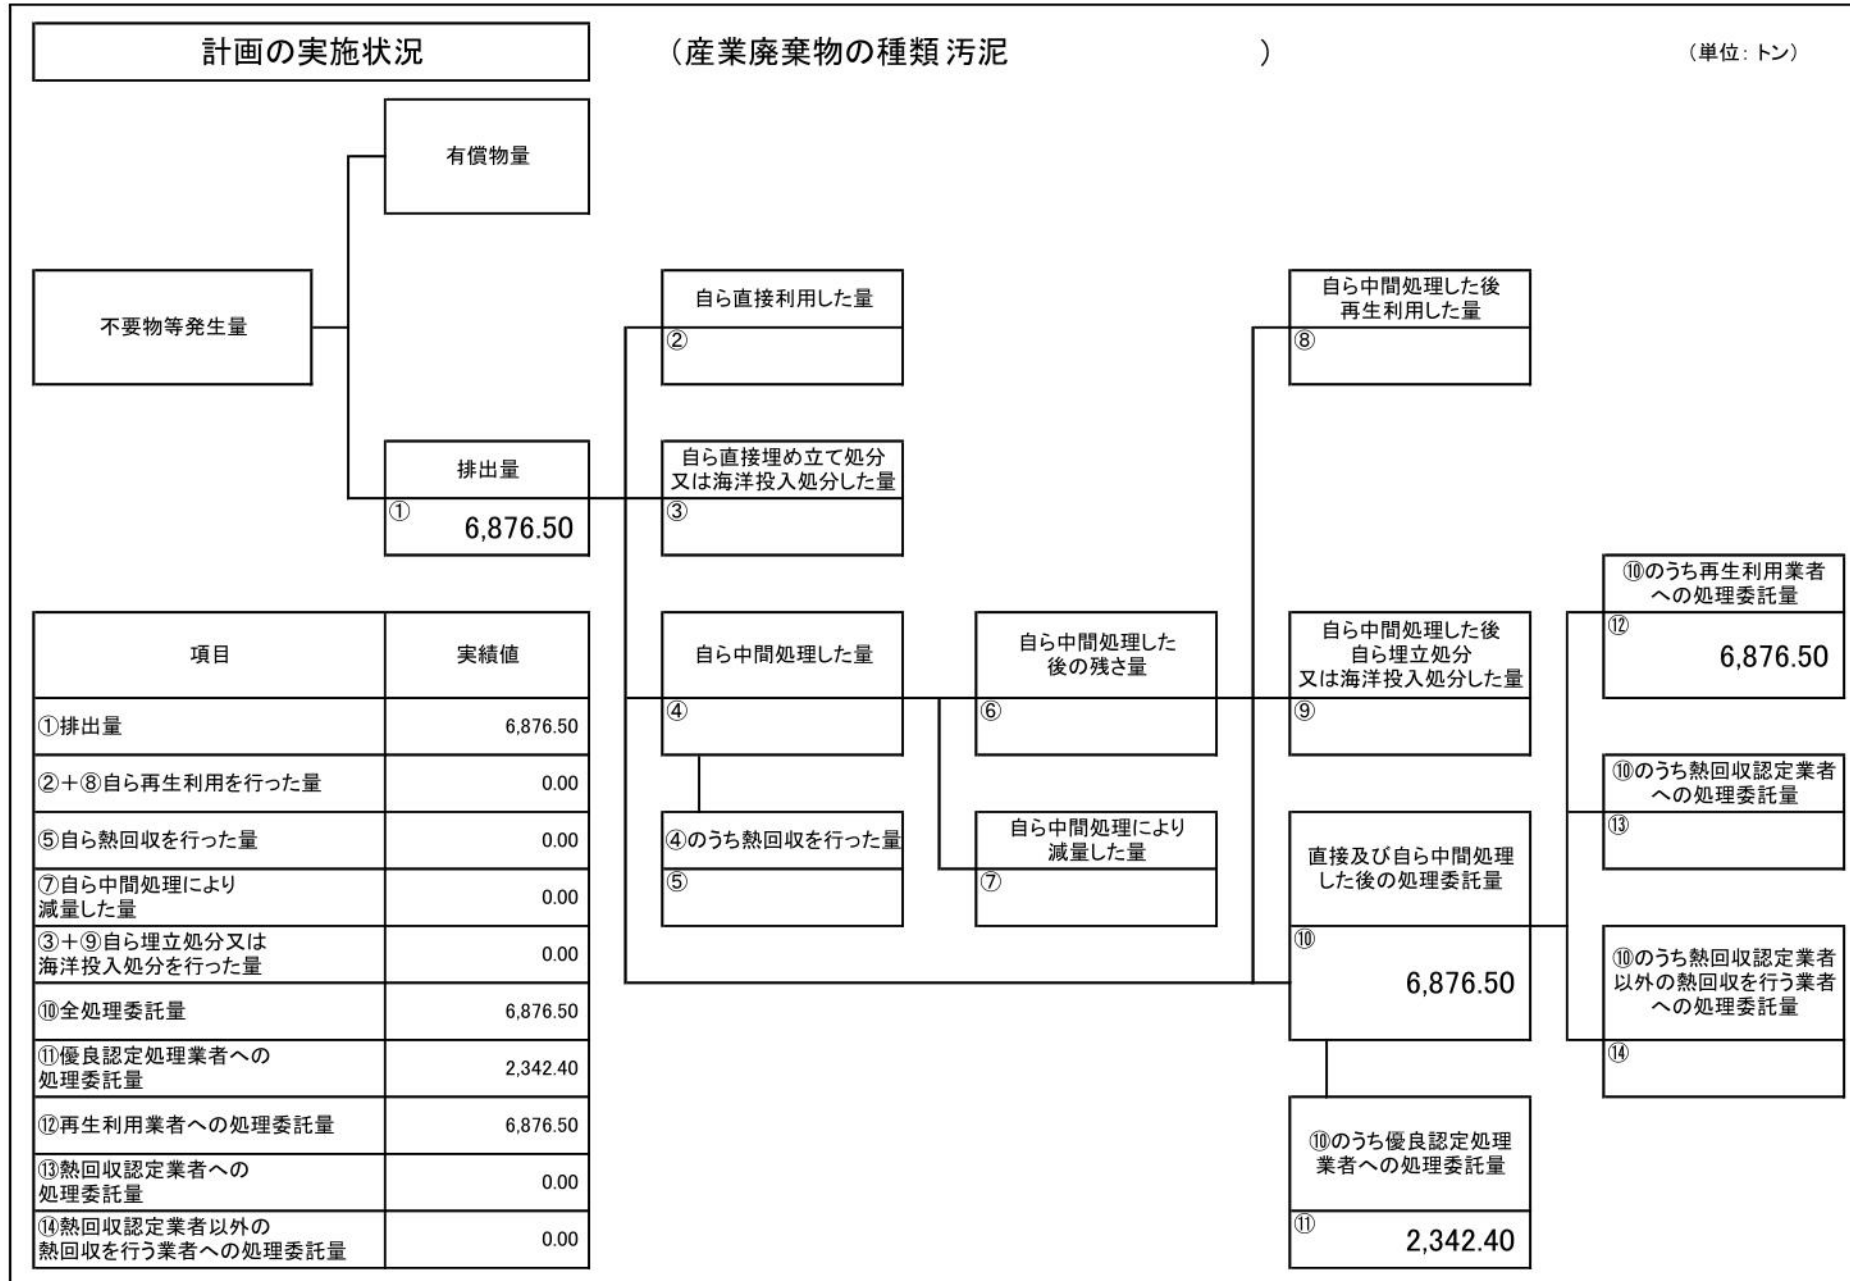 計画の実施状況
（産業廃棄物の種類 汚泥　　　　　　）
（単位：トン）
有償物量
不要物等発生量
自ら直接利用した量
②
自ら中間処理した後
再生利用した量
⑧
排出量
①
6,876.50
自ら直接埋め立て処分
又は海洋投入処分した量
③
⑩のうち再生利用業者
への処理委託量
⑫
6,876.50
自ら中間処理した量
④
自ら中間処理した
後の残さ量
⑥
自ら中間処理した後
自ら埋立処分
又は海洋投入処分した量
⑨
⑩のうち熱回収認定業者
への処理委託量
⑬
④のうち熱回収を行った量
⑤
自ら中間処理により
減量した量
⑦
直接及び自ら中間処理
した後の処理委託量
⑩
6,876.50
⑩のうち熱回収認定業者
以外の熱回収を行う業者
への処理委託量
⑭
⑩のうち優良認定処理
業者への処理委託量
⑪
2,342.40
項目 実績値
①排出量 6,876.50
②＋⑧自ら再生利用を行った量 0.00
⑤自ら熱回収を行った量 0.00
⑦自ら中間処理により
減量した量 0.00
③＋⑨自ら埋立処分又は
海洋投入処分を行った量 0.00
⑩全処理委託量 6,876.50
⑪優良認定処理業者への
処理委託量 2,342.40
⑫再生利用業者への処理委託量 6,876.50
⑬熱回収認定業者への
処理委託量 0.00
⑭熱回収認定業者以外の
熱回収を行う業者への処理委託量 0.00